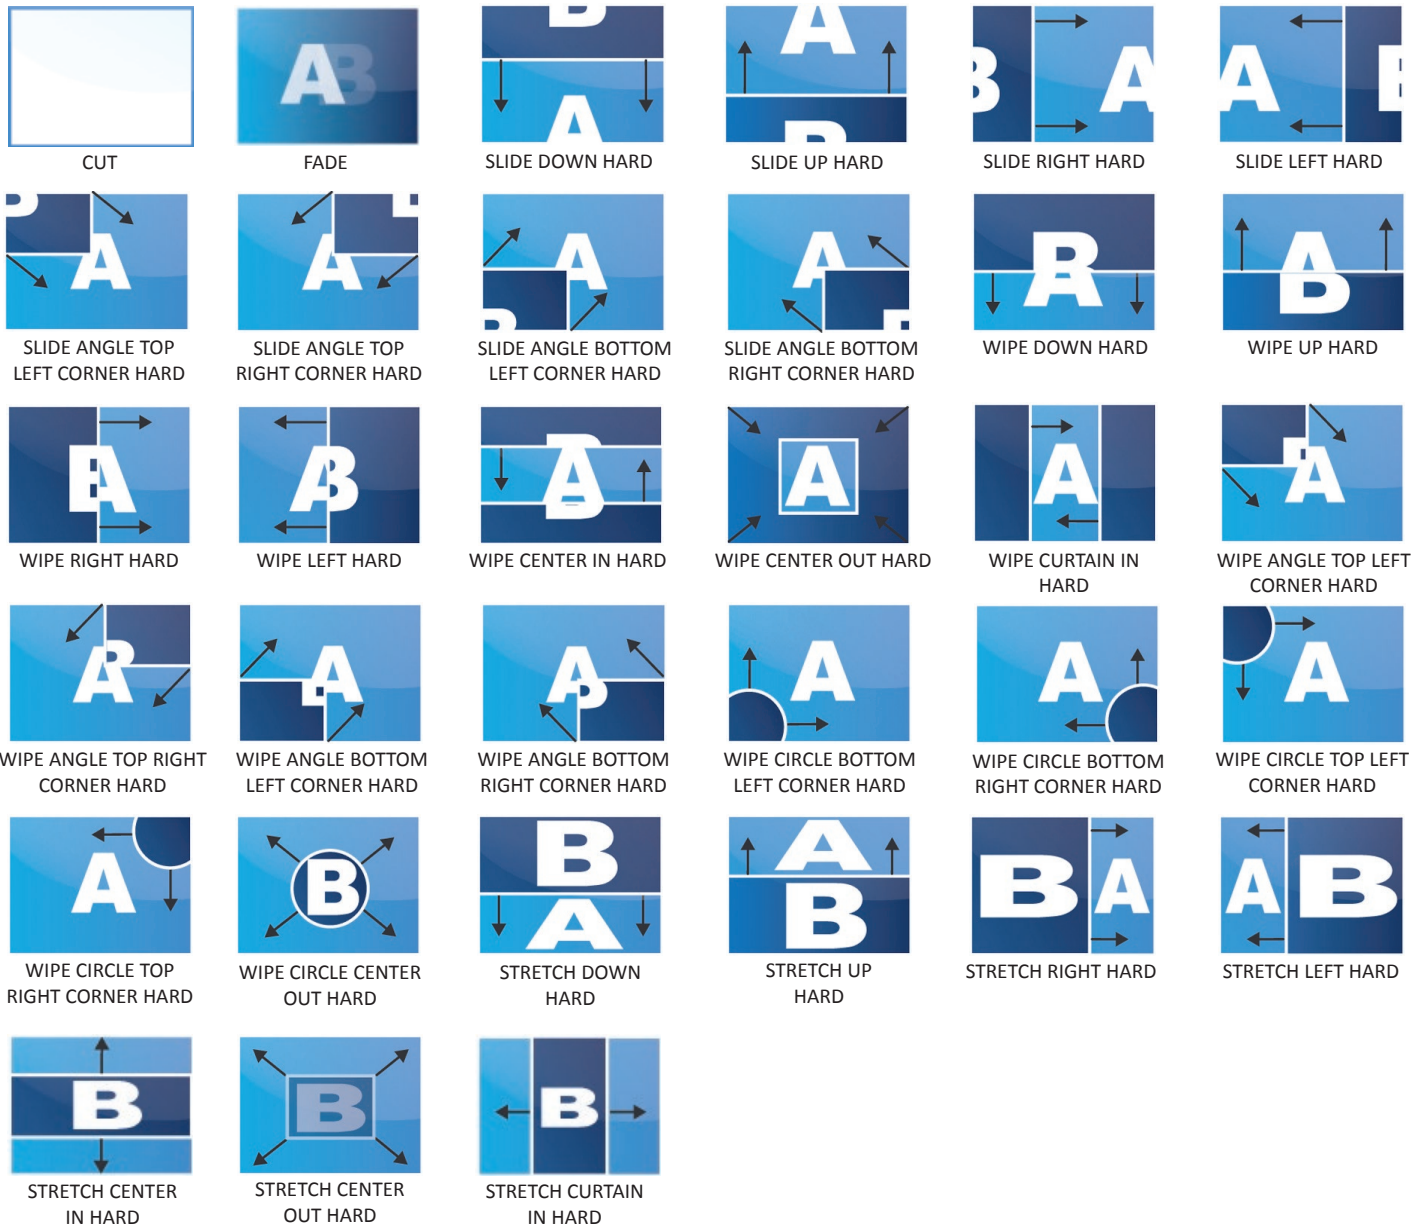 CUT
FADE
SLIDE DOWN HARD
SLIDE UP HARD
SLIDE RIGHT HARD
SLIDE LEFT HARD
SLIDE ANGLE TOP
LEFT CORNER HARD
SLIDE ANGLE TOP
RIGHT CORNER HARD
SLIDE ANGLE BOTTOM
LEFT CORNER HARD
SLIDE ANGLE BOTTOM
RIGHT CORNER HARD
WIPE DOWN HARD
WIPE UP HARD
WIPE RIGHT HARD
WIPE LEFT HARD
WIPE CENTER IN HARD
WIPE CENTER OUT HARD
WIPE CURTAIN IN
HARD
WIPE ANGLE TOP LEFT
CORNER HARD
WIPE ANGLE TOP RIGHT
CORNER HARD
WIPE ANGLE BOTTOM
LEFT CORNER HARD
WIPE ANGLE BOTTOM
RIGHT CORNER HARD
WIPE CIRCLE BOTTOM
LEFT CORNER HARD
WIPE CIRCLE BOTTOM
RIGHT CORNER HARD
WIPE CIRCLE TOP LEFT
CORNER HARD
WIPE CIRCLE TOP
RIGHT CORNER HARD
WIPE CIRCLE CENTER
OUT HARD
STRETCH DOWN
HARD
STRETCH UP
HARD
STRETCH RIGHT HARD
STRETCH LEFT HARD
STRETCH CENTER
IN HARD
STRETCH CENTER
OUT HARD
STRETCH CURTAIN
IN HARD